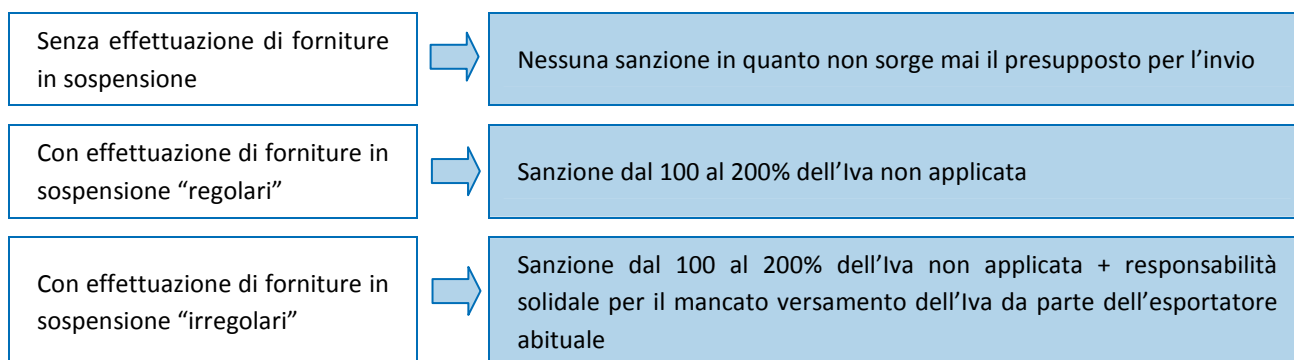 Senza effettuazione di forniture
in sospensione
Nessuna sanzione in quanto non sorge mai il presupposto per l’invio
Con effettuazione di forniture in
sospensione “regolari”
Sanzione dal 100 al 200% dell’Iva non applicata
Con effettuazione di forniture in
sospensione “irregolari”
Sanzione dal 100 al 200% dell’Iva non applicata + responsabilità
solidale per il mancato versamento dell’Iva da parte dell’esportatore
abituale